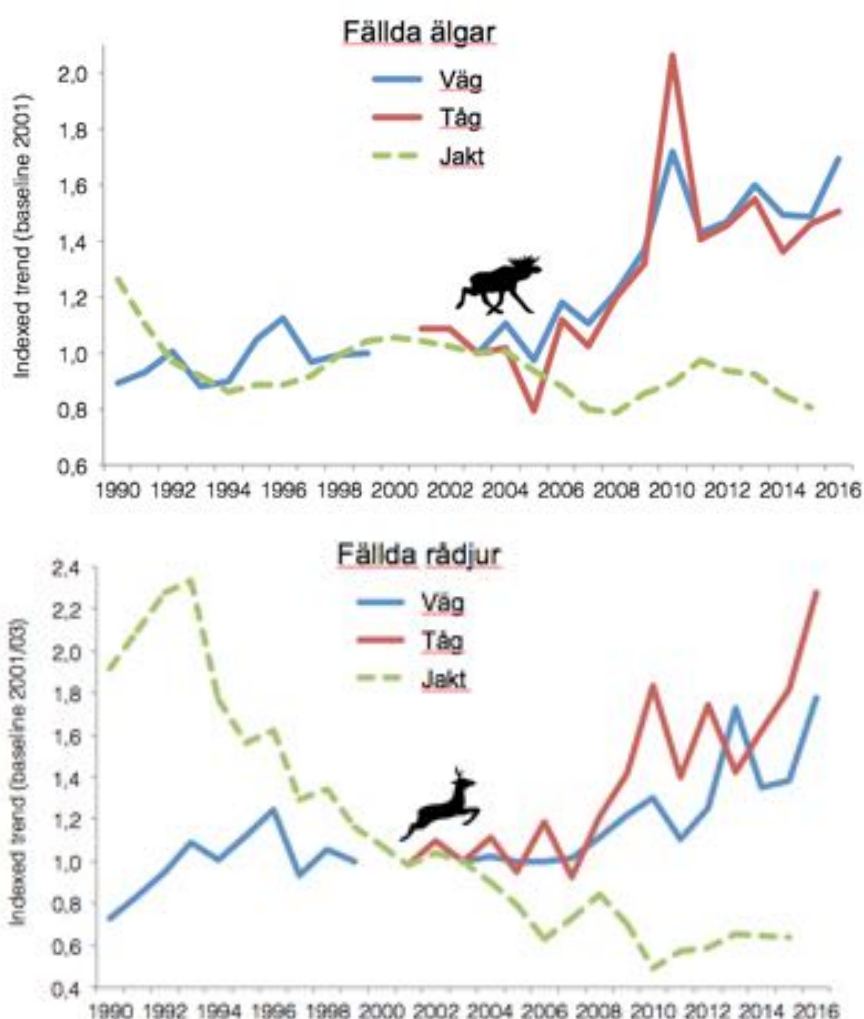 Fällda älgar
Väg
Tåg
Jakt
Indexed trend (baseline 2001)
2,0
1,8
1,6
1,4
1,2
1,0
0,8
0,6
1990 1992 1994 1996 1998 2000 2002 2004 2006 2008 2010 2012 2014 2016
Fällda rådjur
Väg
Tåg
Jakt
Indexed trend (baseline 2001/03)
2,4
2,2
2,0
1,8
1,6
1,4
1,2
1,0
0,8
0,6
0,4
1990 1992 1994 1996 1998 2000 2002 2004 2006 2008 2010 2012 2014 2016